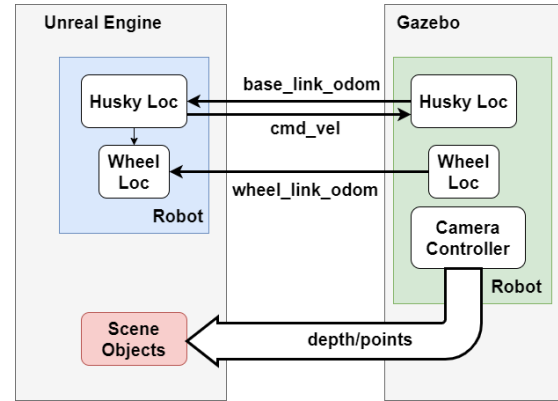 Unreal Engine
Gazebo
Husky Loc
base_link_odom
Husky Loc
cmd_vel
Wheel
Loc
wheel_link_odom
Wheel
Loc
Robot
Camera
Controller
Robot
Scene
Objects
depth/points